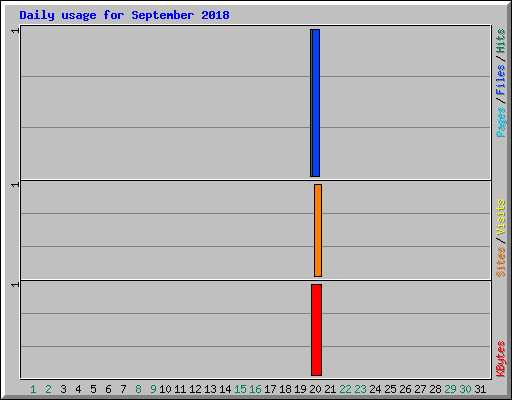 Daily usage for September 2018
1
Pages/Files/Hits
1
Sites/Visits
1
KBytes
1 2 3 4 5 6 7 8 9 10 11 12 13 14 15 16 17 18 19 20 21 22 23 24 25 26 27 28 29 30 31